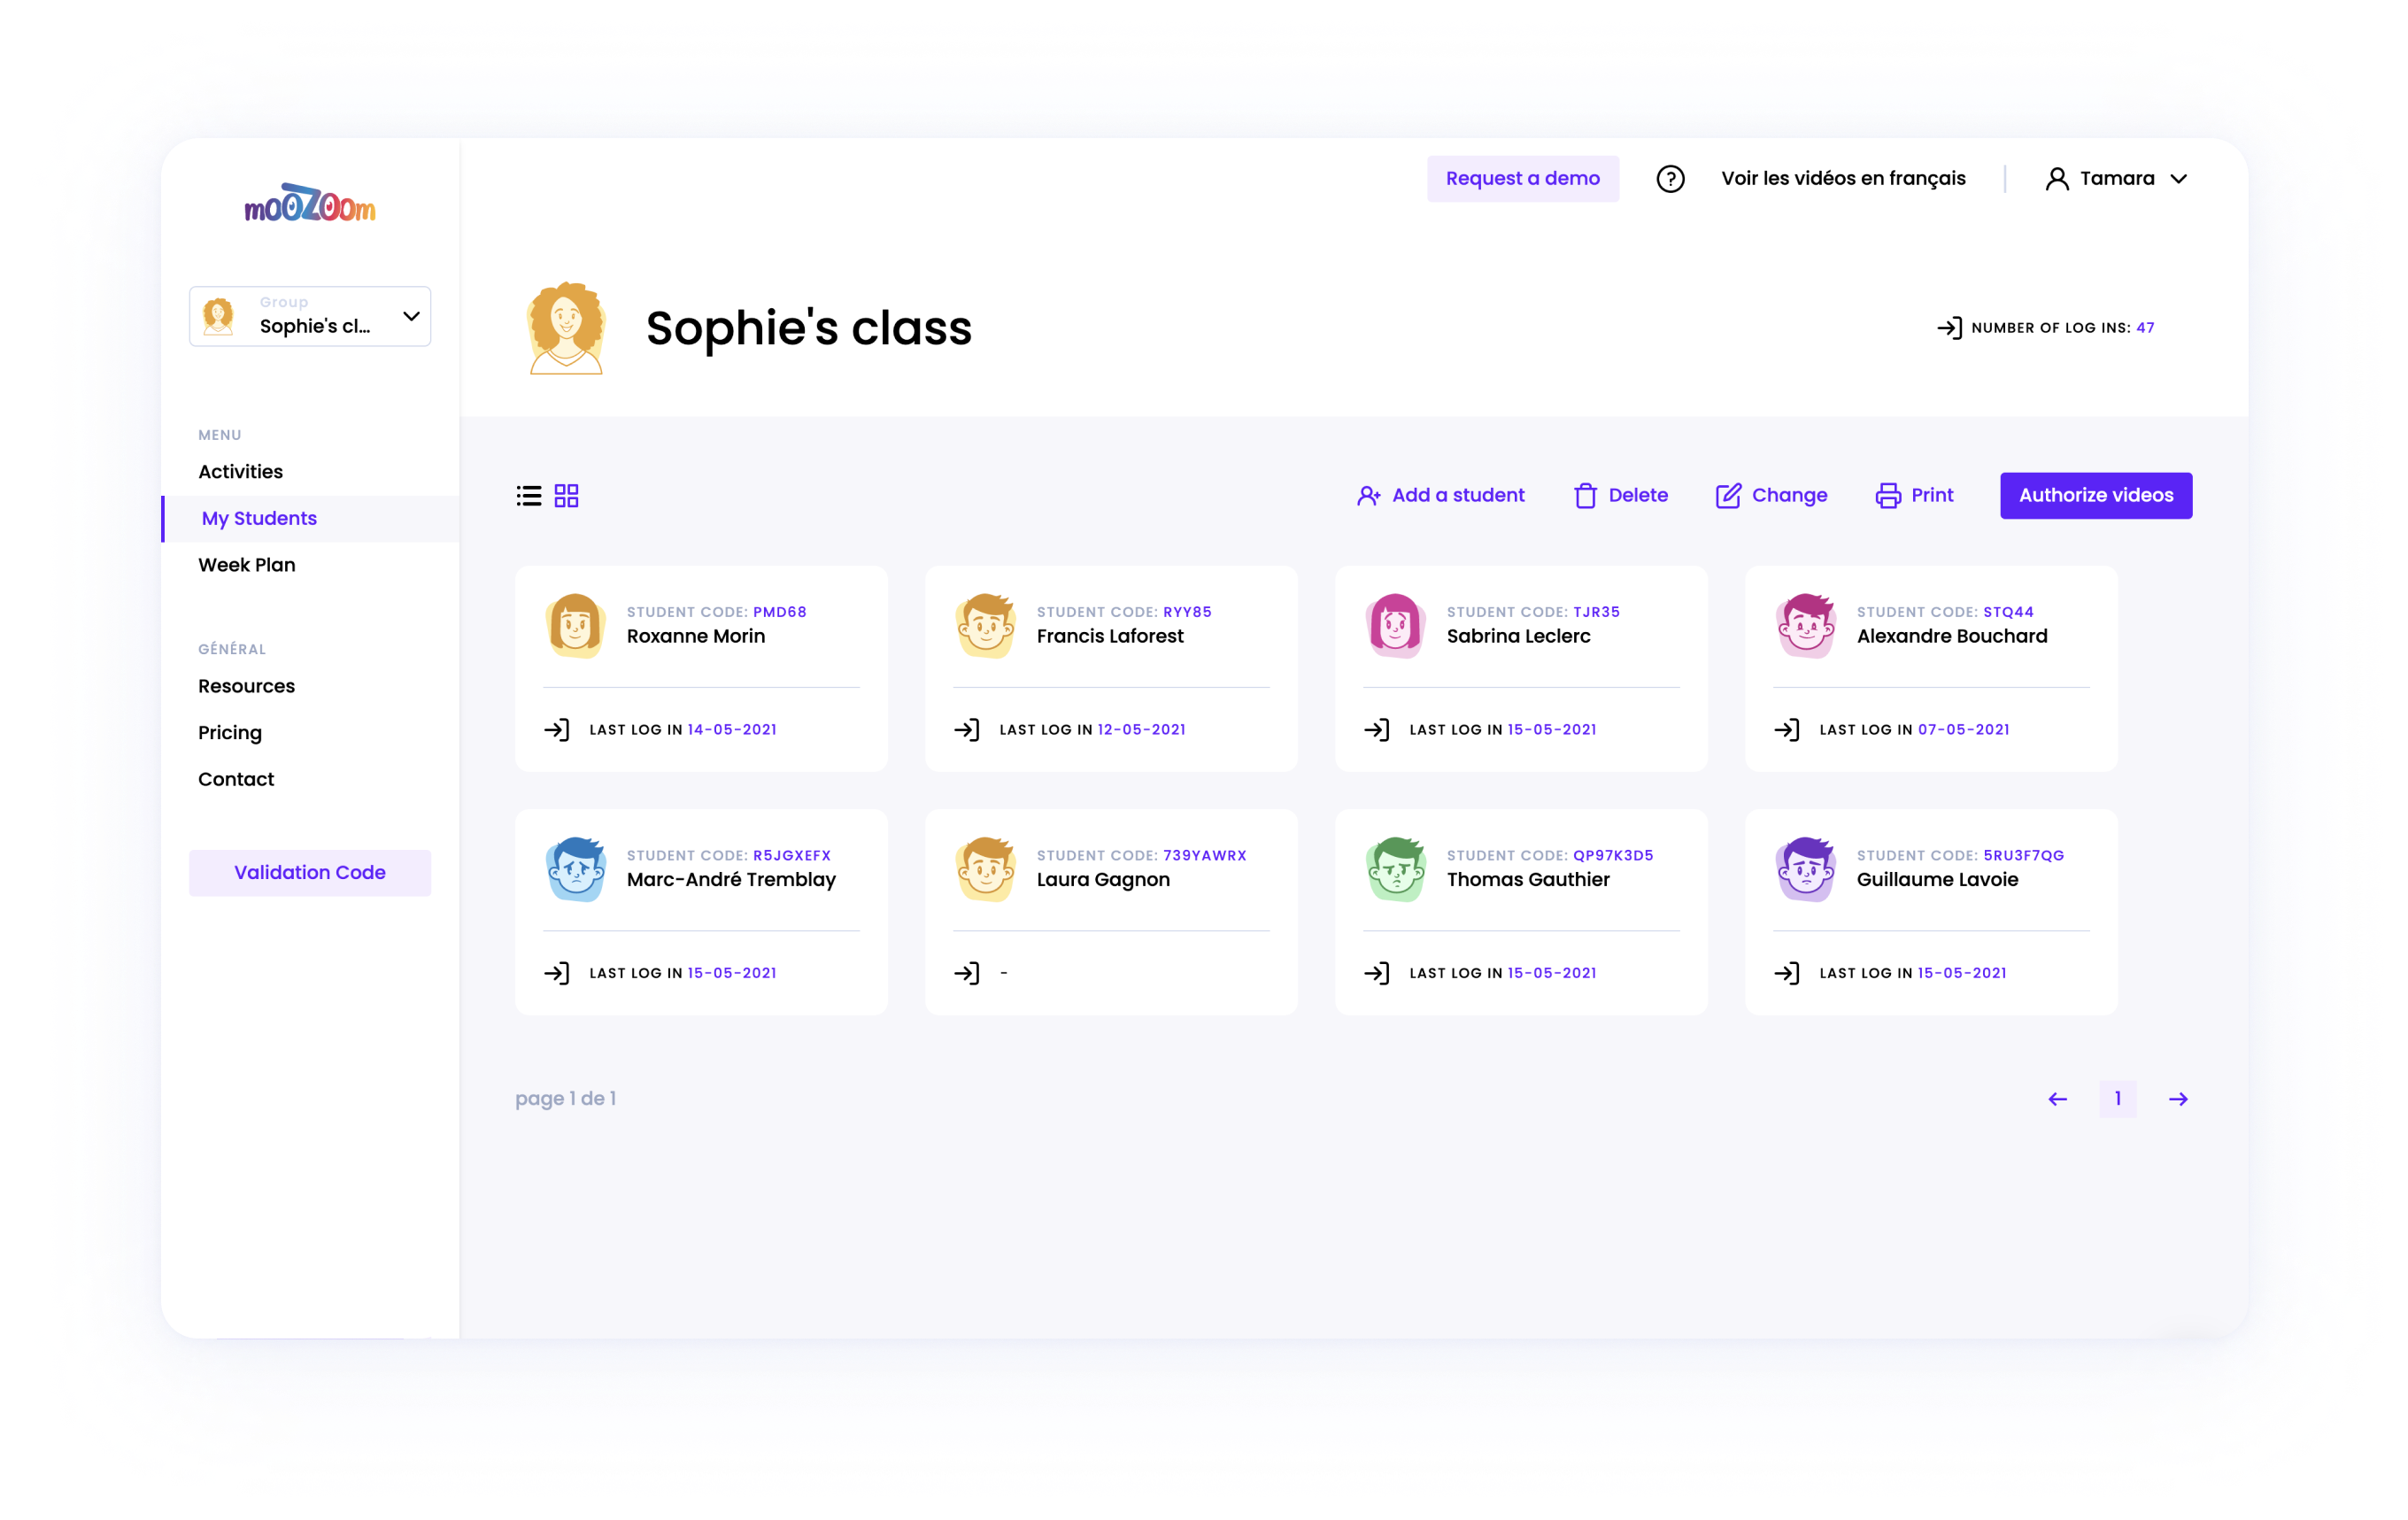 mooZoom
Request a demo
Voir les vidéos en français
Tamara
Group
Sophie's cl...
Sophie's class
NUMBER OF LOG INS: 47
MENU
Activities
My Students
Week Plan
GÉNÉRAL
Resources
Pricing
Contact
Validation Code
Add a student
Delete
Change
Print
Authorize videos
STUDENT CODE: PMD68
Roxanne Morin
LAST LOG IN 14-05-2021
STUDENT CODE: RYY85
Francis Laforest
LAST LOG IN 12-05-2021
STUDENT CODE: TJR35
Sabrina Leclerc
LAST LOG IN 15-05-2021
STUDENT CODE: STQ44
Alexandre Bouchard
LAST LOG IN 07-05-2021
STUDENT CODE: R5JGXEFX
Marc-André Tremblay
LAST LOG IN 15-05-2021
STUDENT CODE: 739YAWRX
Laura Gagnon
-
STUDENT CODE: QP97K3D5
Thomas Gauthier
LAST LOG IN 15-05-2021
STUDENT CODE: 5RU3F7QG
Guillaume Lavoie
LAST LOG IN 15-05-2021
page 1 de 1
1